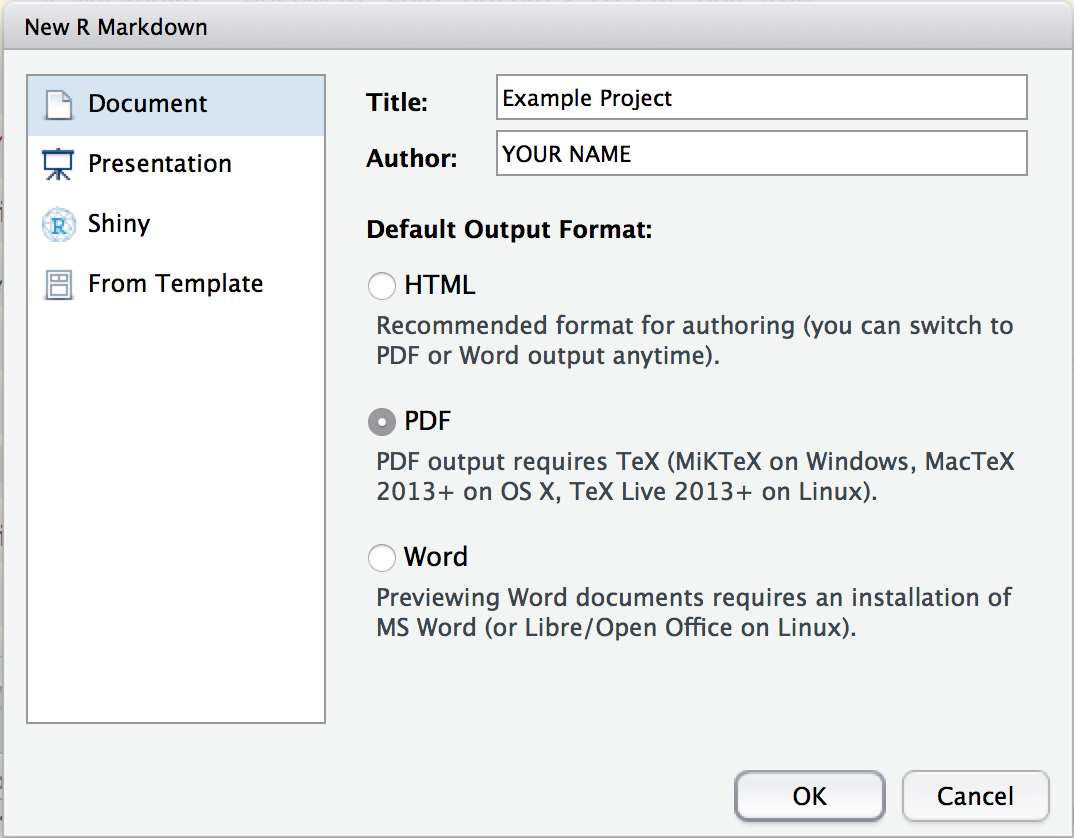 New R Markdown
Document
Presentation
Shiny
From Template
Title:
Example Project
Author:
YOUR NAME
Default Output Format:
HTML
Recommended format for authoring (you can switch to
PDF or Word output anytime).
PDF
PDF output requires TeX (MiKTeX on Windows, MacTeX
2013+ on OS X, TeX Live 2013+ on Linux).
Word
Previewing Word documents requires an installation of
MS Word (or Libre/Open Office on Linux).
OK
Cancel